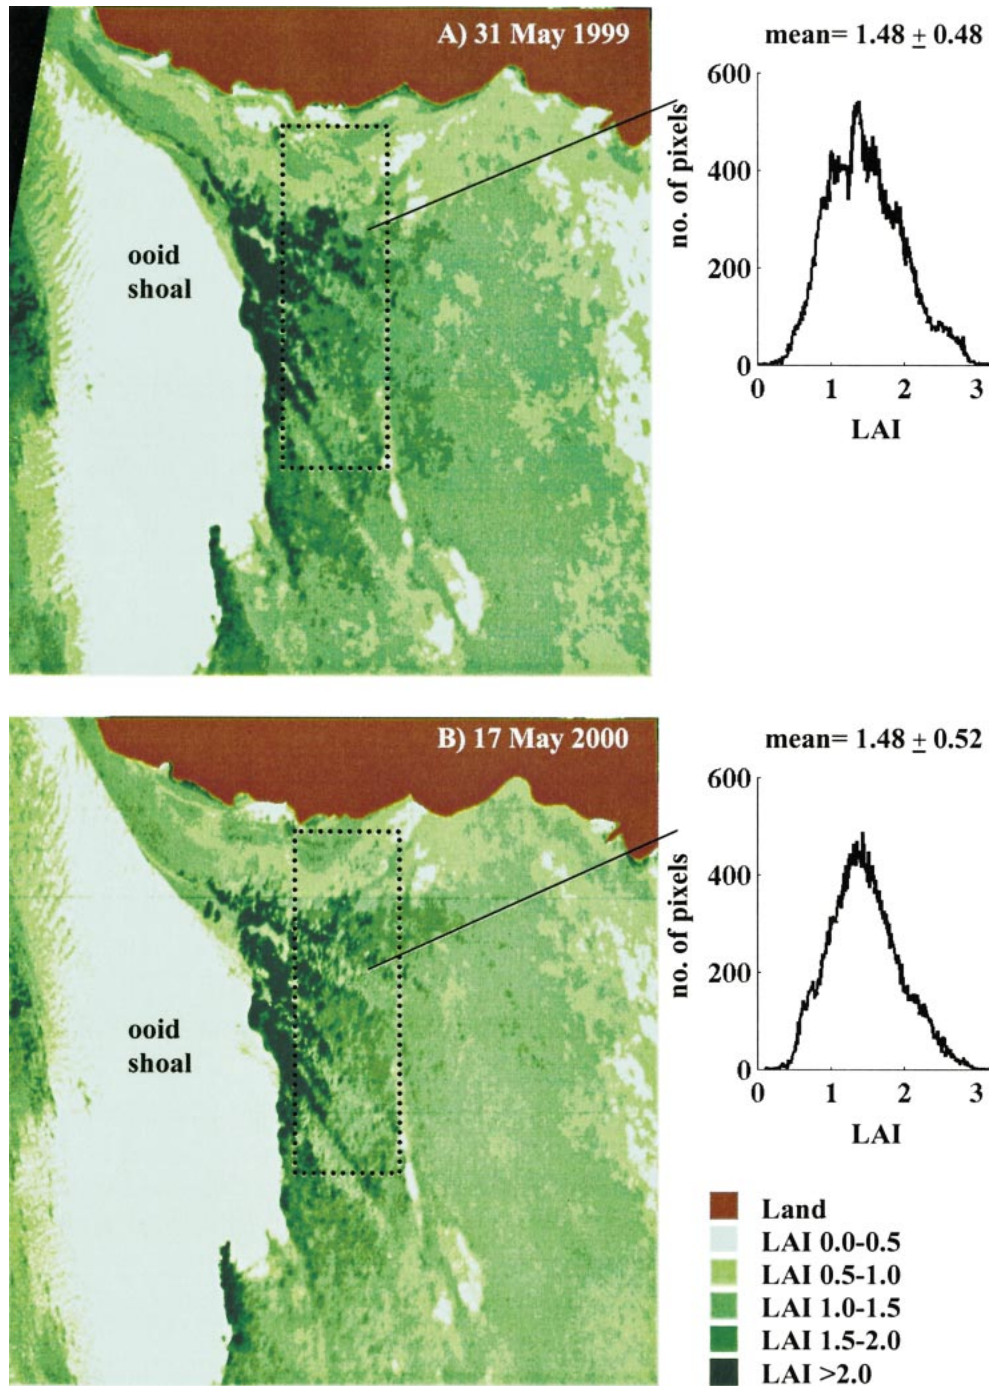 A) 31 May 1999
mean= 1.48 ± 0.48
600
400
200
0
no. of pixels
0 1 2 3
LAI
ooid
shoal
B) 17 May 2000
mean= 1.48 ± 0.52
600
400
200
0
no. of pixels
0 1 2 3
LAI
ooid
shoal
Land
LAI 0.0-0.5
LAI 0.5-1.0
LAI 1.0-1.5
LAI 1.5-2.0
LAI >2.0